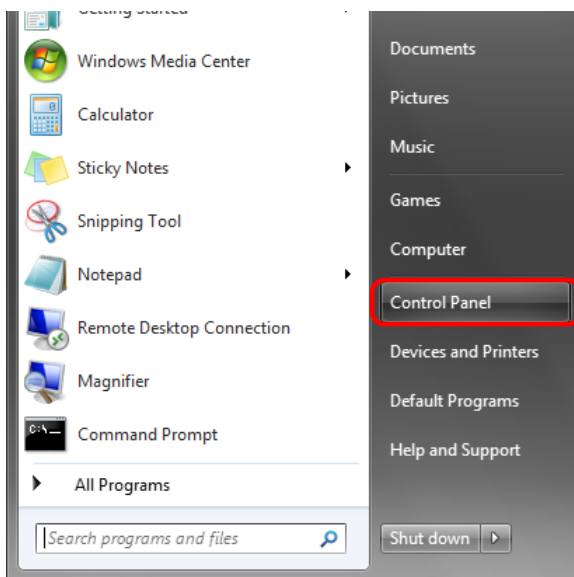 Getting Started
Windows Media Center
Calculator
Sticky Notes
Snipping Tool
Notepad
Remote Desktop Connection
Magnifier
C:\
Command Prompt
All Programs
Search programs and files
Documents
Pictures
Music
Games
Computer
Control Panel
Devices and Printers
Default Programs
Help and Support
Shut down